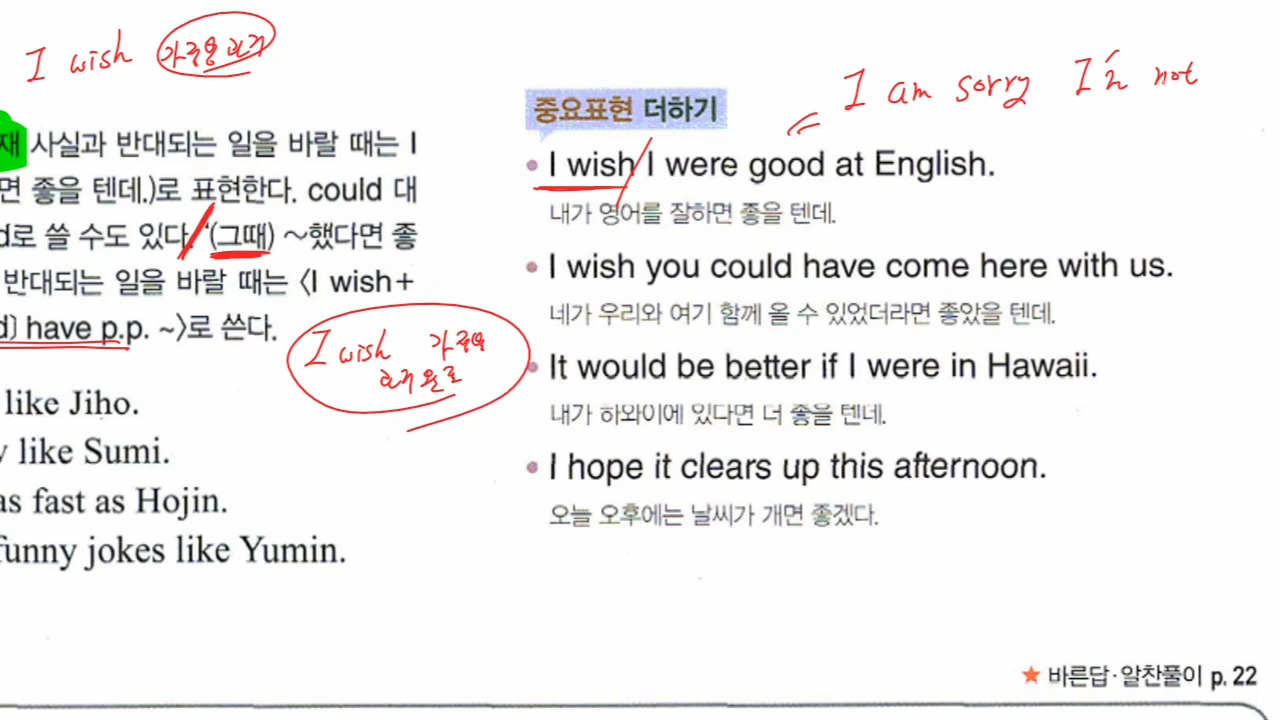 I wish 가정법 과거
재 사실과 반대되는 일을 바랄 때는 I
면 좋을 텐데.)로 표현한다. could 대
d로 쓸 수도 있다. '(그때) ~했다면 좋
반대되는 일을 바랄 때는 〈I wish+
d) have p.p. ~〉로 쓴다.
I wish 가정법
like Jiho.
y like Sumi.
as fast as Hojin.
funny jokes like Yumin.
I am sorry I'm not
중요표현 더하기
• I wish I were good at English.
내가 영어를 잘하면 좋을 텐데.
• I wish you could have come here with us.
네가 우리와 여기 함께 올 수 있었더라면 좋았을 텐데.
• It would be better if I were in Hawaii.
내가 하와이에 있다면 더 좋을 텐데.
• I hope it clears up this afternoon.
오늘 오후에는 날씨가 개면 좋겠다.
★ 바른답·알찬풀이 p. 22